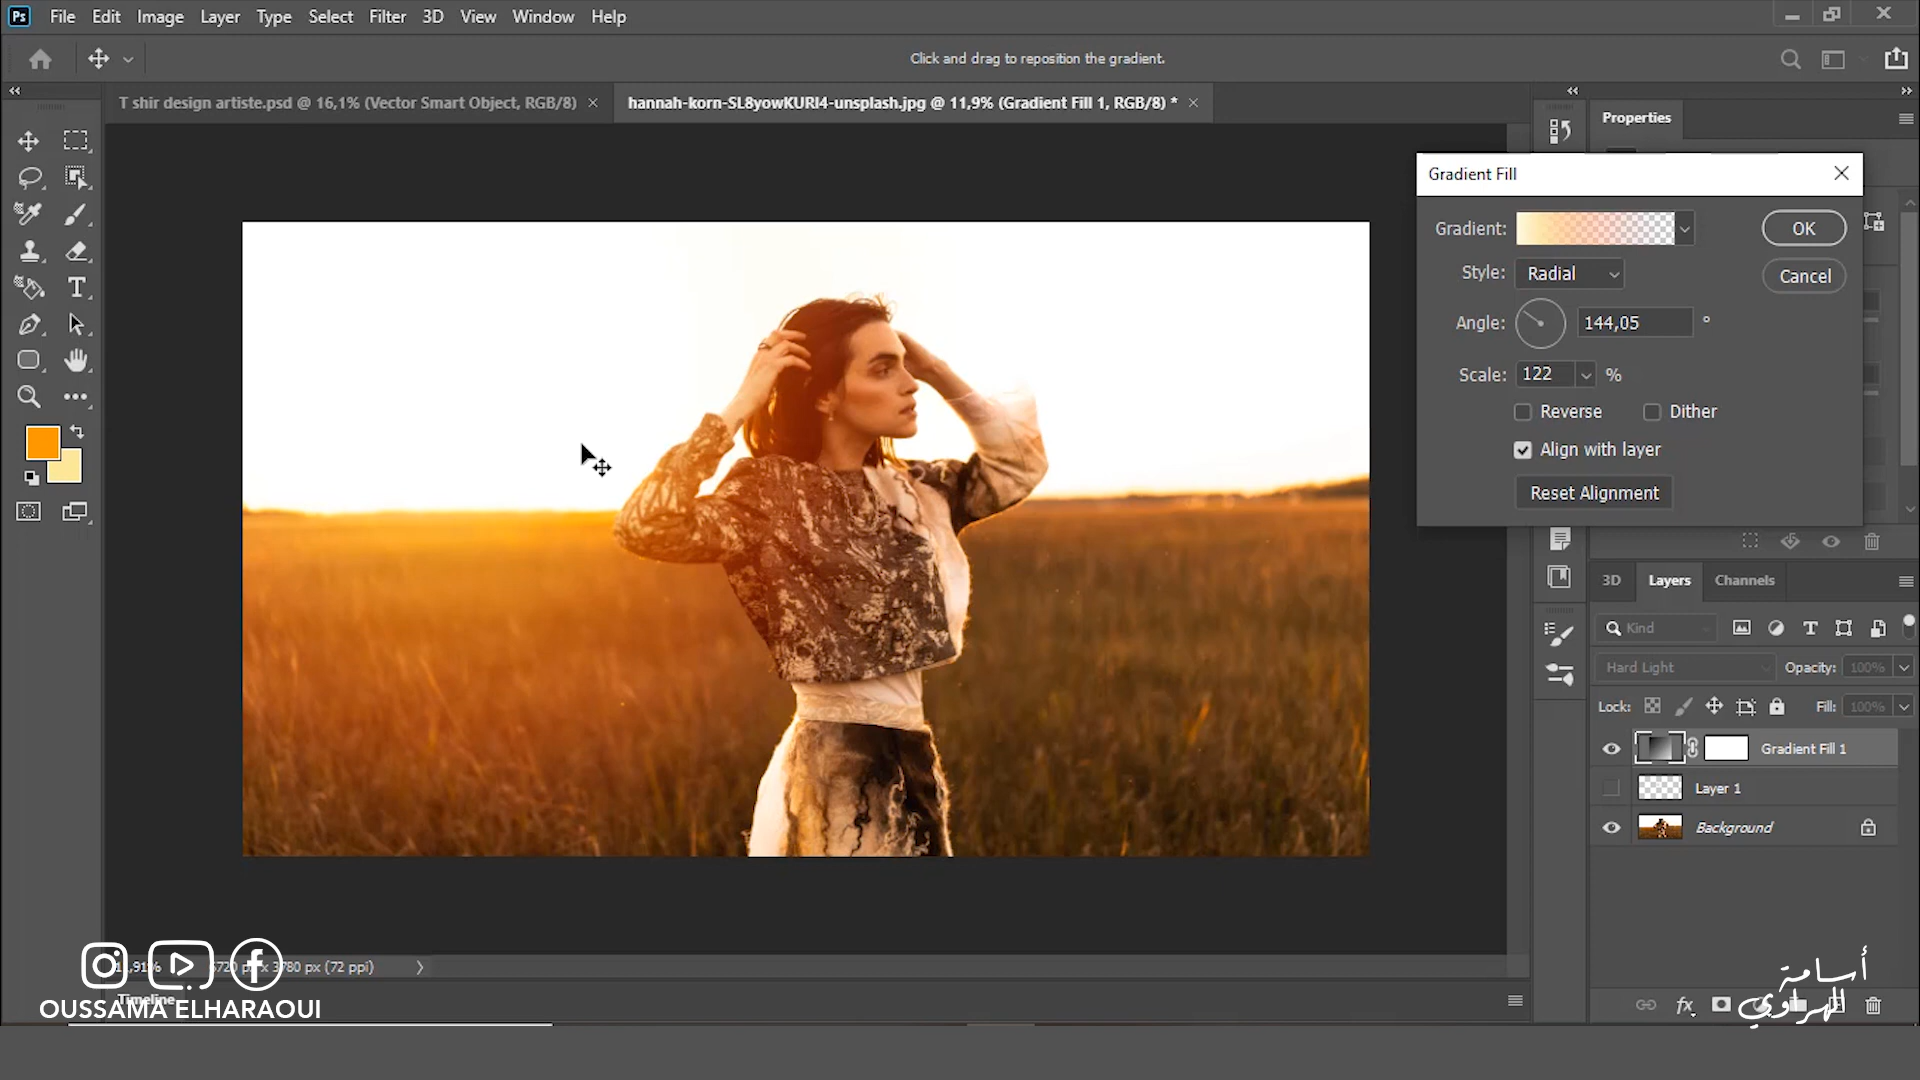 Ps File Edit Image Layer Type Select Filter 3D View Window Help
Click and drag to reposition the gradient.
T shir design artiste.psd @ 16,1% (Vector Smart Object, RGB/8) × hannah-korn-SL8yowKURI4-unsplash.jpg @ 11,9% (Gradient Fill 1, RGB/8) * ×
Properties
Gradient Fill
Gradient:
OK
Style: Radial
Cancel
Angle: 144,05 °
Scale: 122 %
Reverse Dither
Align with layer
Reset Alignment
3D Layers Channels
Kind
Hard Light Opacity: 100%
Lock: Fill: 100%
Gradient Fill 1
Layer 1
Background
,91% 3780 px (72 ppi)
Timeline
OUSSAMA ELHARAOUI
أسامة
الهراوي